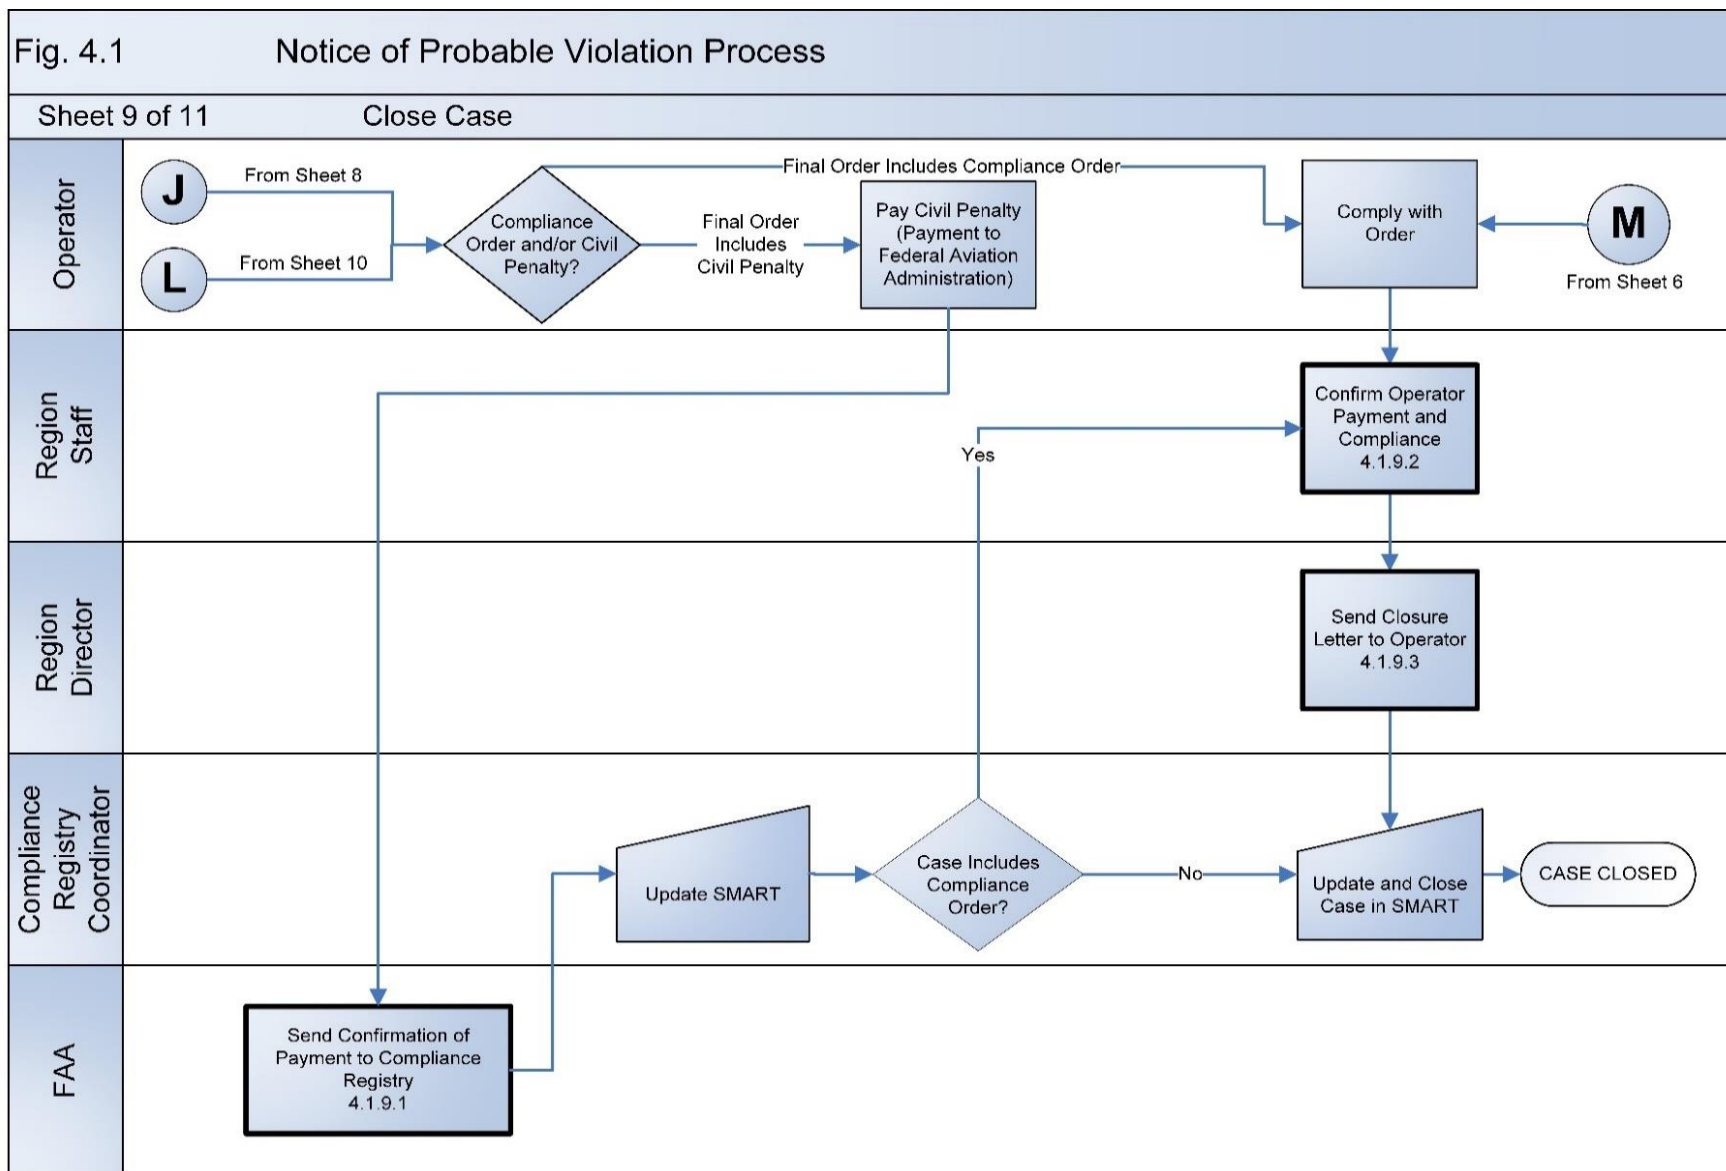 Fig. 4.1 Notice of Probable Violation Process
Sheet 9 of 11 Close Case
Operator
J
From Sheet 8
L
From Sheet 10
Compliance
Order and/or Civil
Penalty?
Final Order Includes Compliance Order
Final Order
Includes
Civil Penalty
Pay Civil Penalty
(Payment to
Federal Aviation
Administration)
Comply with
Order
M
From Sheet 6
Region
Staff
Yes
Confirm Operator
Payment and
Compliance
4.1.9.2
Region
Director
Send Closure
Letter to Operator
4.1.9.3
Compliance
Registry
Coordinator
Update SMART
Case Includes
Compliance
Order?
No
Update and Close
Case in SMART
CASE CLOSED
FAA
Send Confirmation of
Payment to Compliance
Registry
4.1.9.1